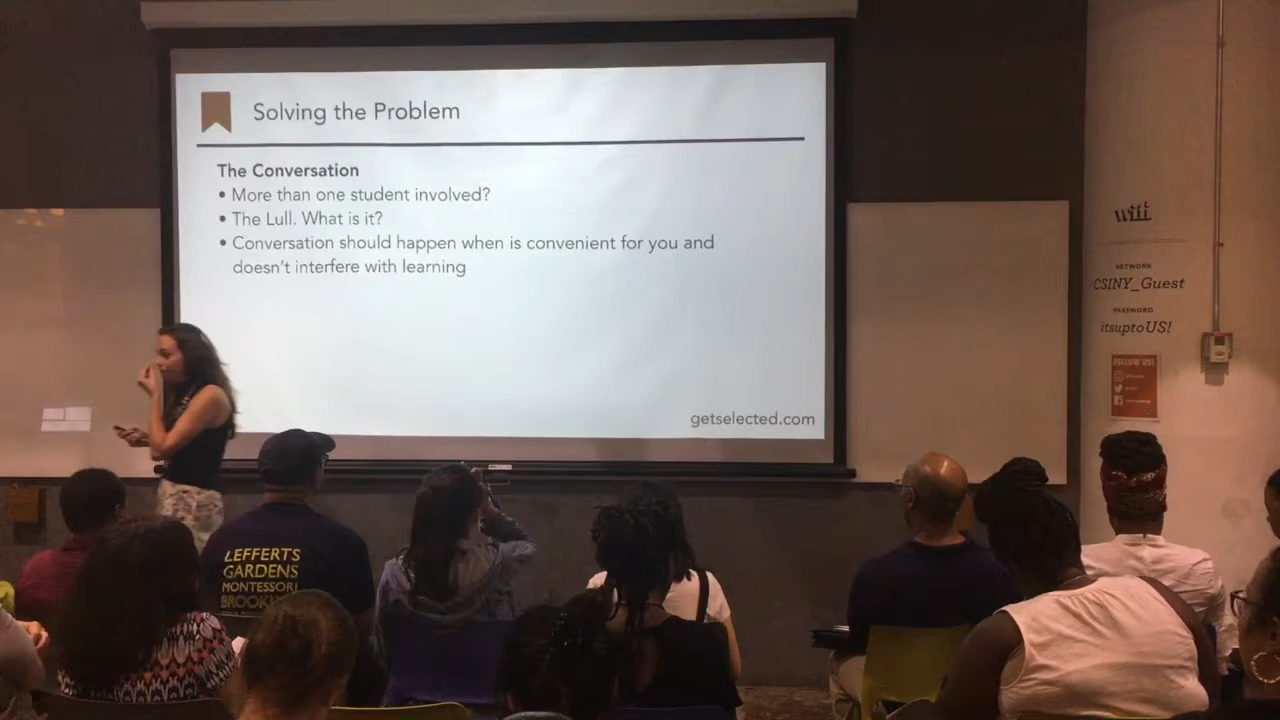 Solving the Problem
The Conversation
• More than one student involved?
• The Lull. What is it?
• Conversation should happen when is convenient for you and
doesn't interfere with learning
getselected.com
wifi
NETWORK
CSINY_Guest
PASSWORD
itsuptoUS!
FOLLOW US!
LEFFERTS
GARDENS
MONTESSORI